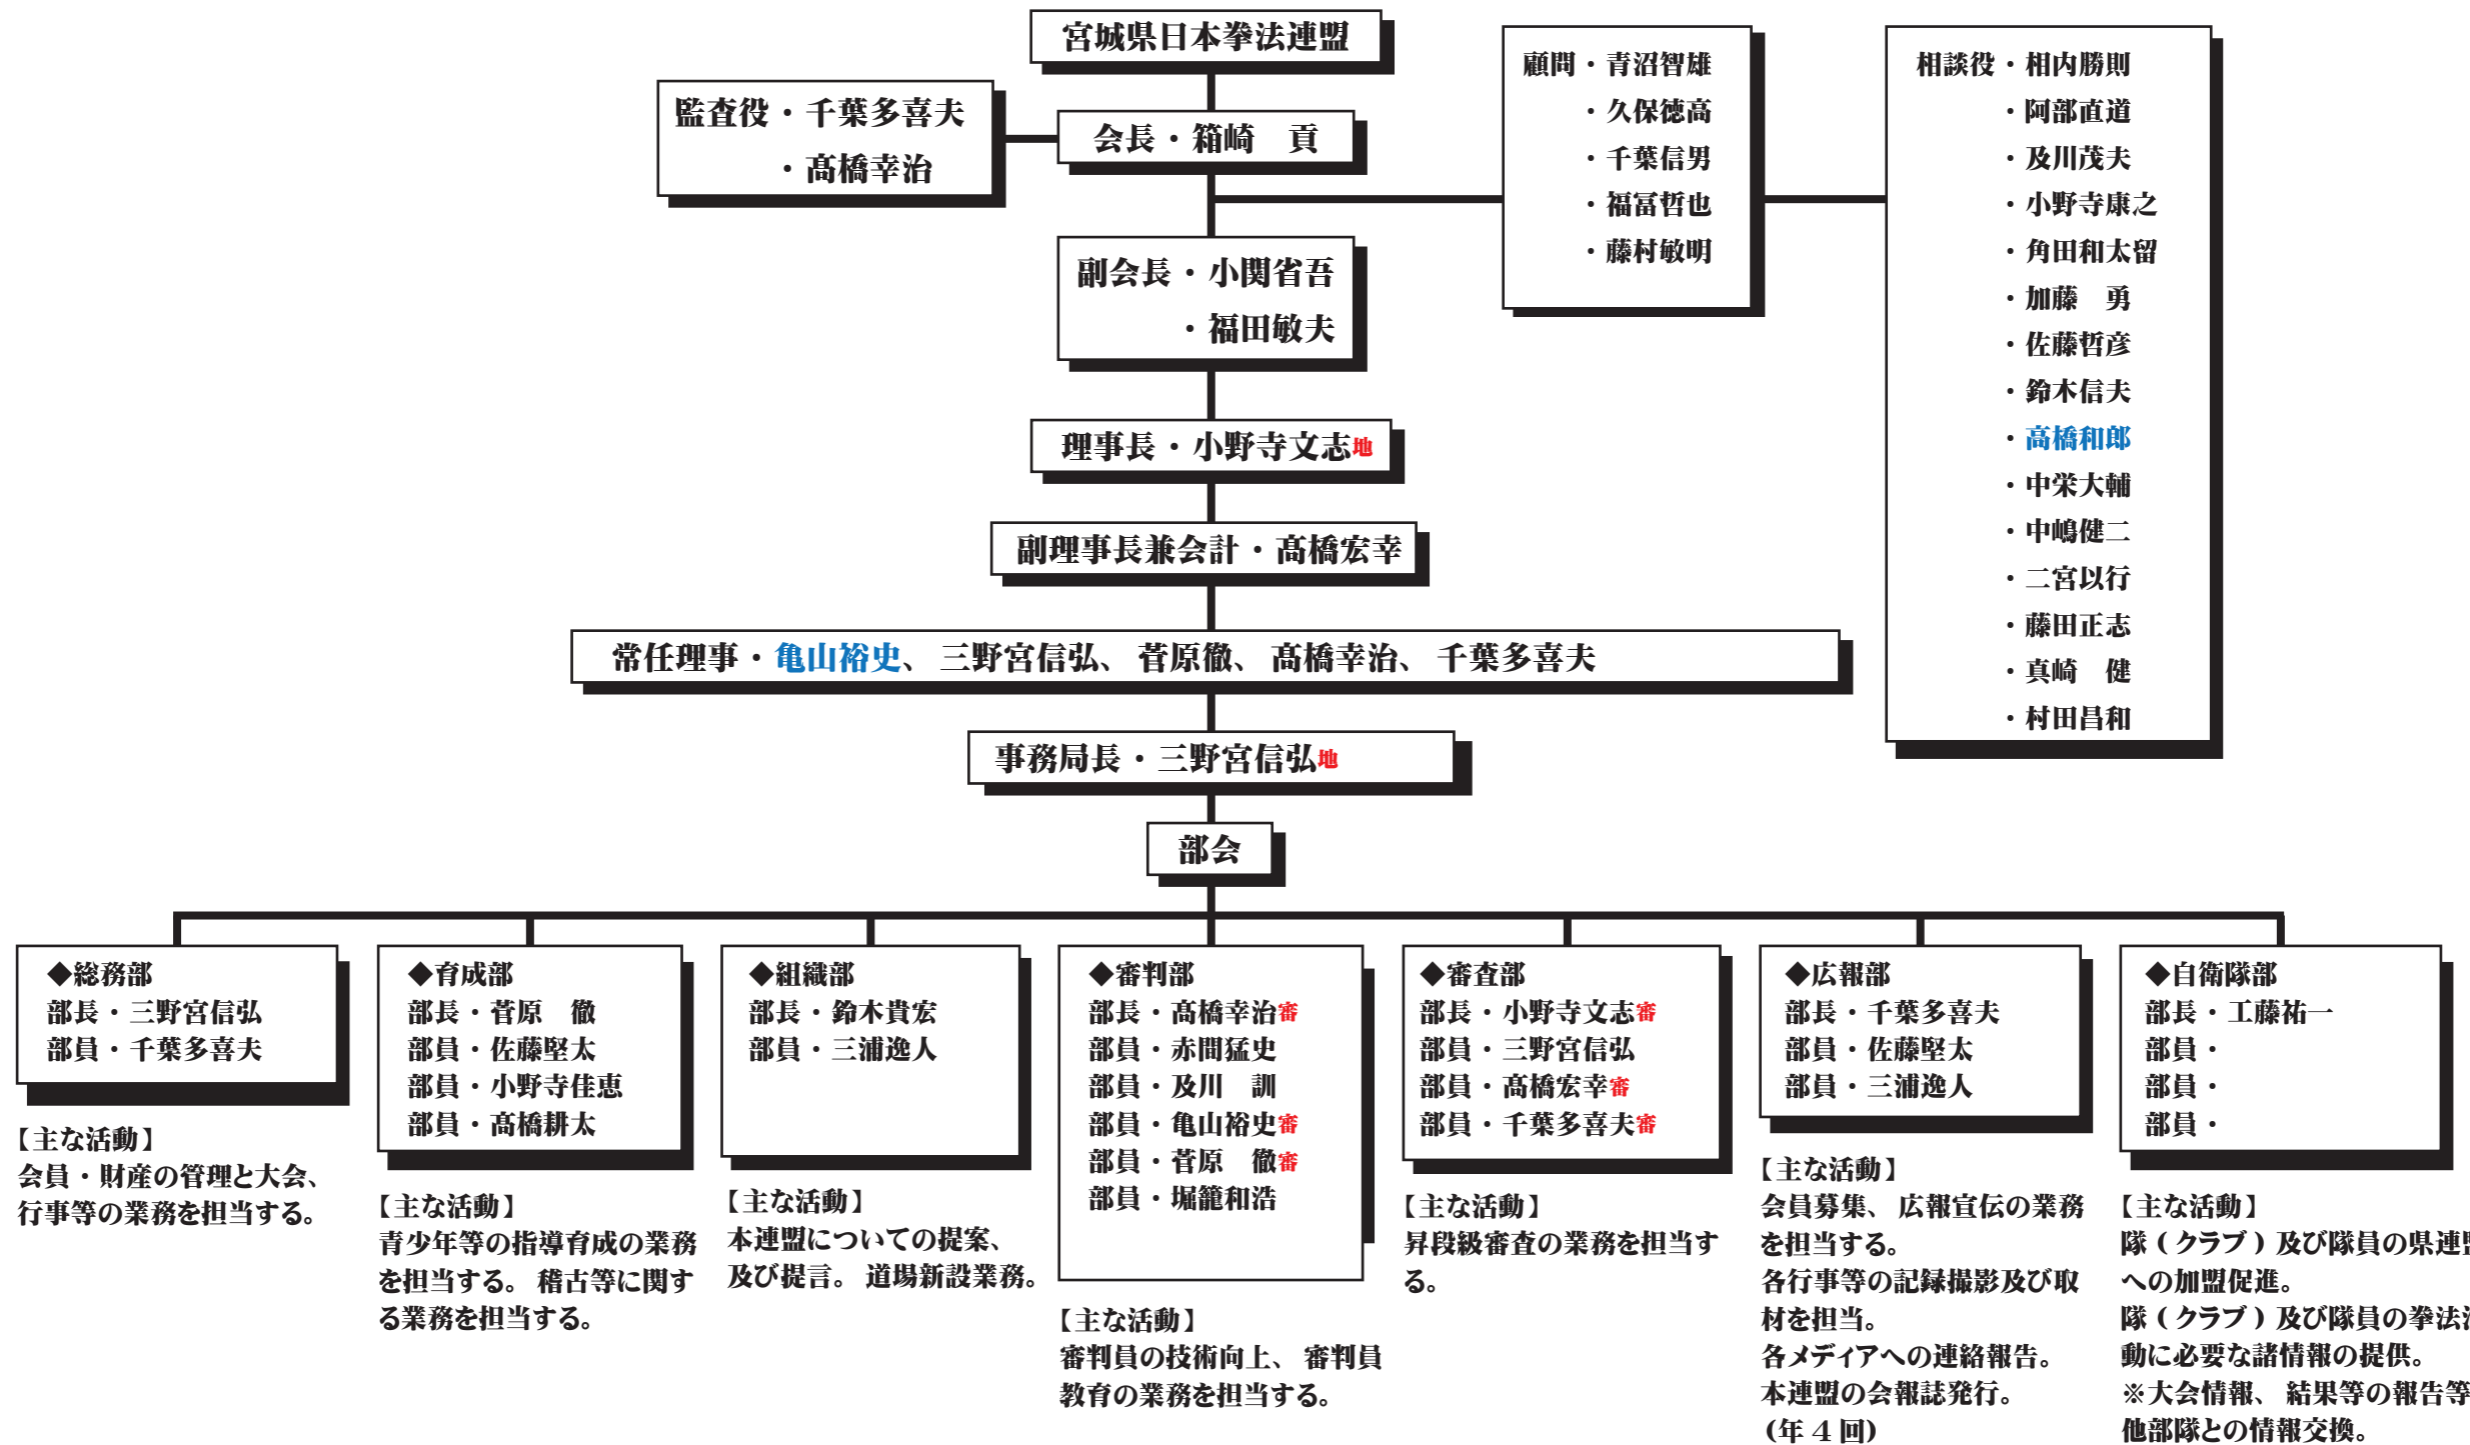 宮城県日本拳法連盟
監査役・千葉多喜夫
・髙橋幸治
会長・箱崎　貢
顧問・青沼智雄
・久保徳高
・千葉信男
・福冨哲也
・藤村敏明
相談役・相内勝則
・阿部直道
・及川茂夫
・小野寺康之
・角田和太留
・加藤　勇
・佐藤哲彦
・鈴木信夫
・高橋和郎
・中栄大輔
・中嶋健二
・二宮以行
・藤田正志
・真崎　健
・村田昌和
副会長・小関省吾
・福田敏夫
理事長・小野寺文志地
副理事長兼会計・髙橋宏幸
常任理事・亀山裕史、三野宮信弘、菅原徹、髙橋幸治、千葉多喜夫
事務局長・三野宮信弘地
部会
◆総務部
部長・三野宮信弘
部員・千葉多喜夫
【主な活動】
会員・財産の管理と大会、
行事等の業務を担当する。
◆育成部
部長・菅原　徹
部員・佐藤堅太
部員・小野寺佳恵
部員・髙橋耕太
【主な活動】
青少年等の指導育成の業務
を担当する。稽古等に関す
る業務を担当する。
◆組織部
部長・鈴木貴宏
部員・三浦逸人
【主な活動】
本連盟についての提案、
及び提言。道場新設業務。
◆審判部
部長・髙橋幸治審
部員・赤間猛史
部員・及川　訓
部員・亀山裕史審
部員・菅原　徹審
部員・堀籠和浩
【主な活動】
審判員の技術向上、審判員
教育の業務を担当する。
◆審査部
部長・小野寺文志審
部員・三野宮信弘
部員・髙橋宏幸審
部員・千葉多喜夫審
【主な活動】
昇段級審査の業務を担当す
る。
◆広報部
部長・千葉多喜夫
部員・佐藤堅太
部員・三浦逸人
【主な活動】
会員募集、広報宣伝の業務
を担当する。
各行事等の記録撮影及び取
材を担当。
各メディアへの連絡報告。
本連盟の会報誌発行。
(年 4 回)
◆自衛隊部
部長・工藤祐一
部員・
部員・
部員・
【主な活動】
隊 ( クラブ ) 及び隊員の県連盟
への加盟促進。
隊 ( クラブ ) 及び隊員の拳法活
動に必要な諸情報の提供。
※大会情報、結果等の報告等
他部隊との情報交換。